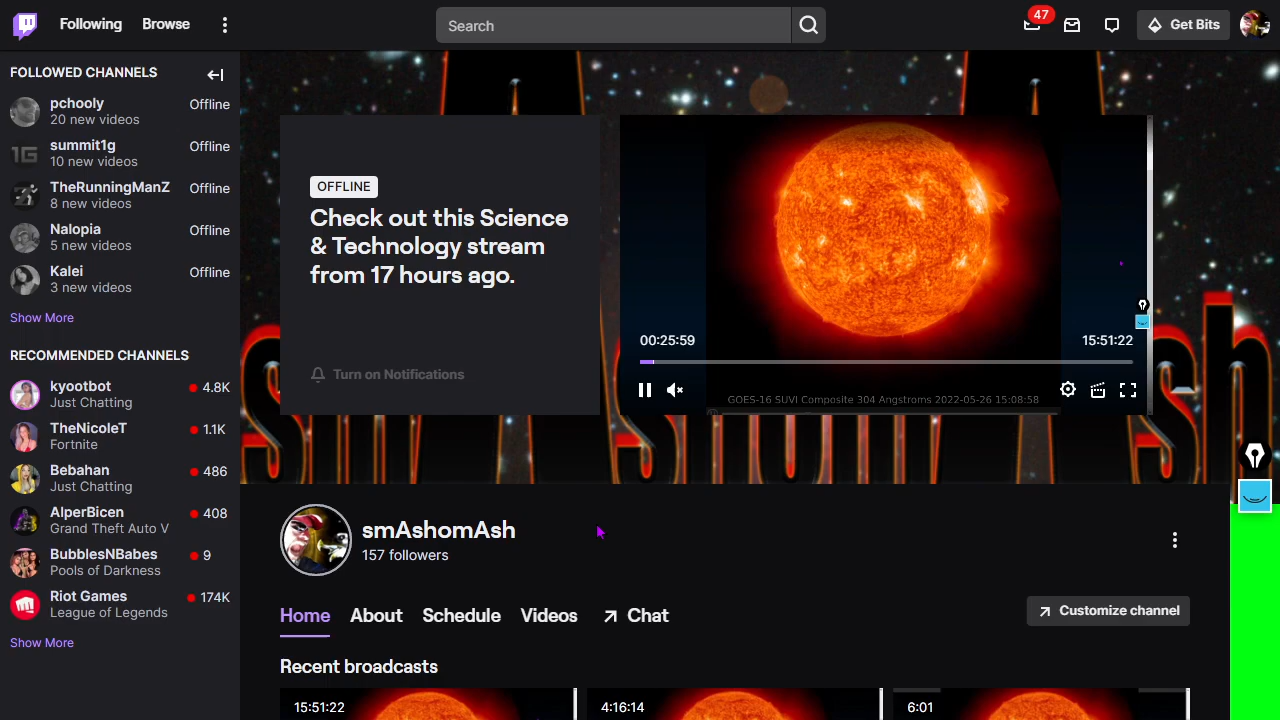 Following
Browse
Search
47
Get Bits
FOLLOWED CHANNELS
pchooly
Offline
20 new videos
summit1g
Offline
10 new videos
TheRunningManZ
Offline
8 new videos
Nalopia
Offline
5 new videos
Kalei
Offline
3 new videos
Show More
RECOMMENDED CHANNELS
kyootbot
4.8K
Just Chatting
TheNicoleT
1.1K
Fortnite
Bebahan
486
Just Chatting
AlperBicen
408
Grand Theft Auto V
BubblesNBabes
9
Pools of Darkness
Riot Games
174K
League of Legends
Show More
OFFLINE
Check out this Science
& Technology stream
from 17 hours ago.
Turn on Notifications
00:25:59
15:51:22
GOES-16 SUVI Composite 304 Angstroms 2022-05-26 15:08:58
smAshomAsh
157 followers
Home
About
Schedule
Videos
Chat
Customize channel
Recent broadcasts
15:51:22
4:16:14
6:01